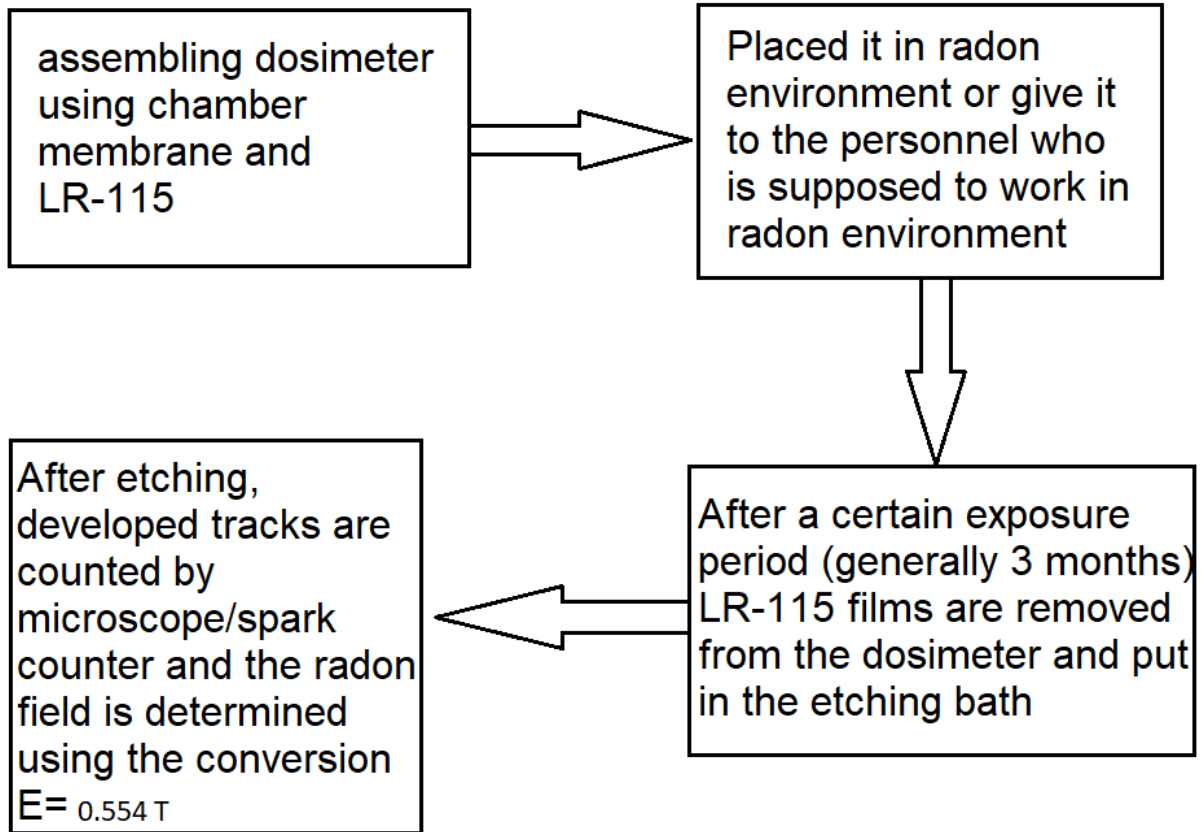 assembling dosimeter
using chamber
membrane and
LR-115
Placed it in radon
environment or give it
to the personnel who
is supposed to work in
radon environment
After a certain exposure
period (generally 3 months)
LR-115 films are removed
from the dosimeter and put
in the etching bath
After etching,
developed tracks are
counted by
microscope/spark
counter and the radon
field is determined
using the conversion
E= 0.554 T